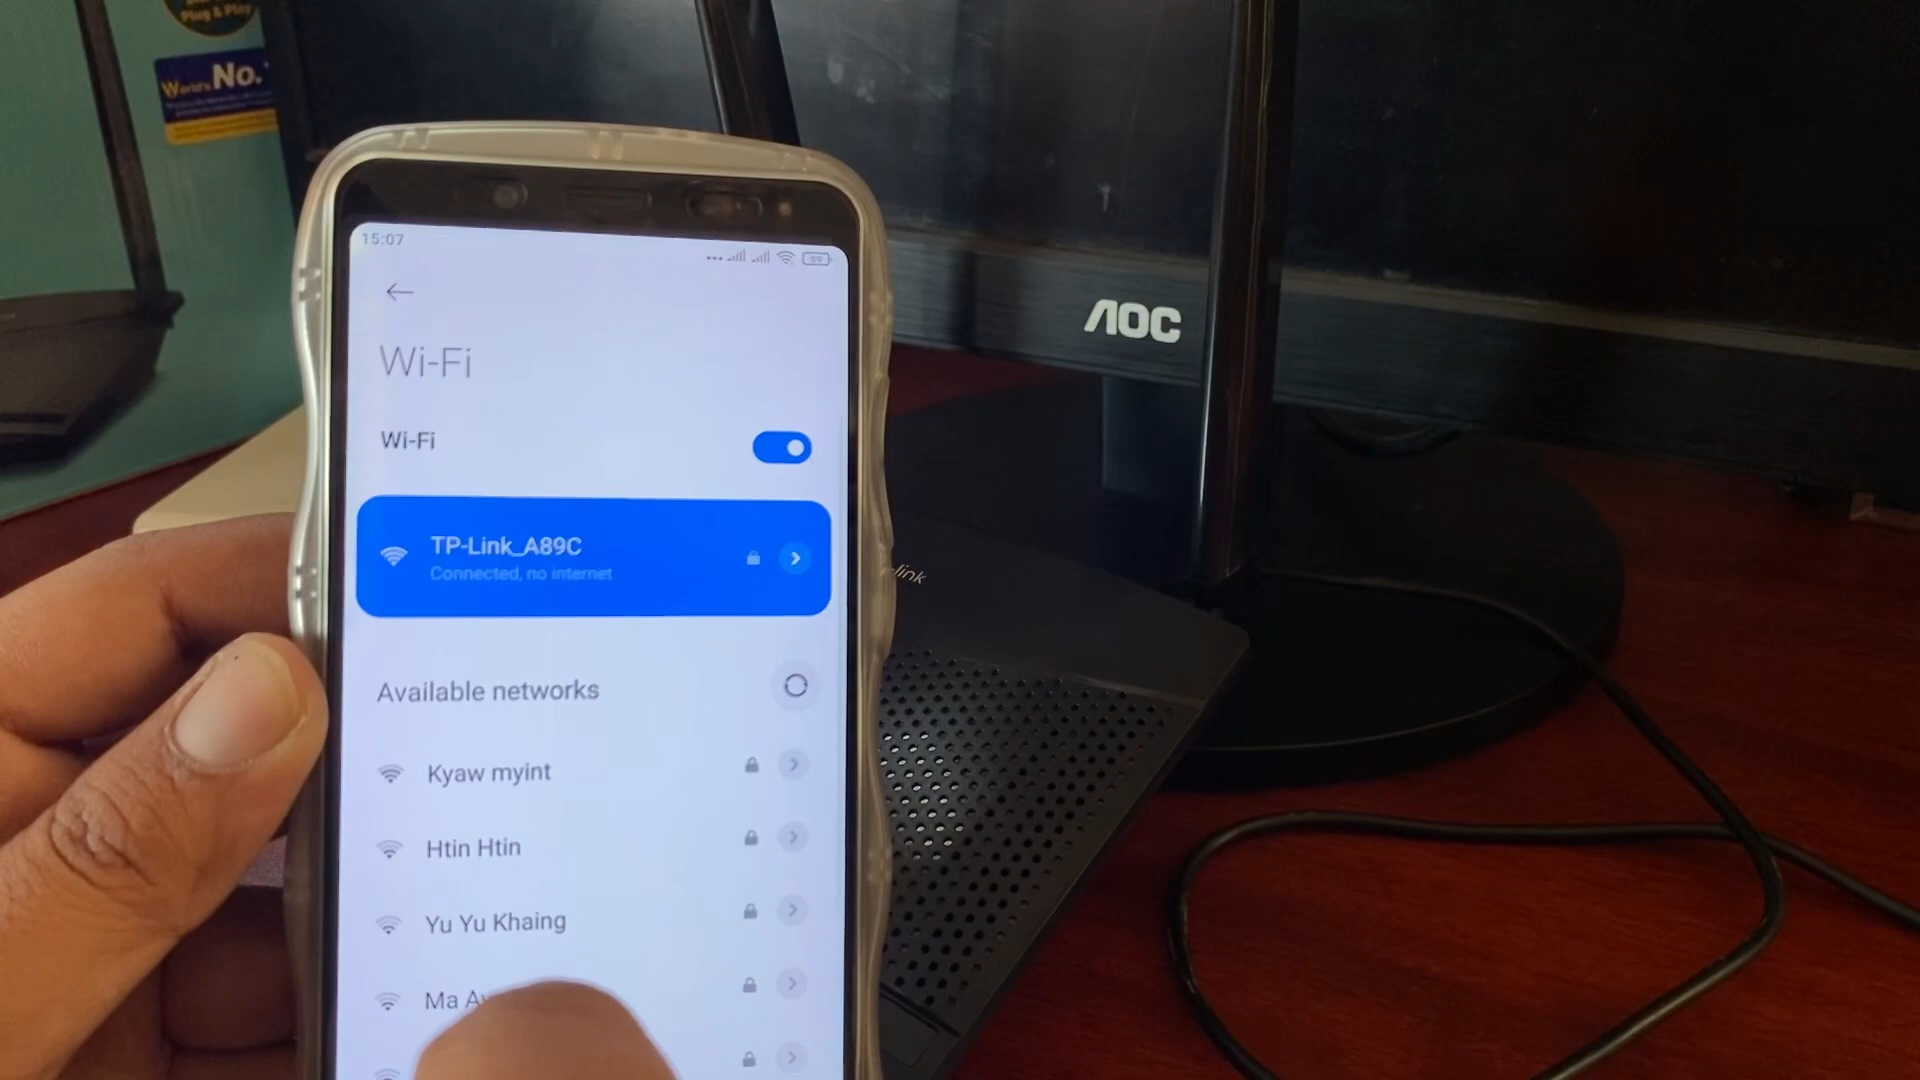 Plug & Play
World's No.
15:07
89
Wi-Fi
Wi-Fi
TP-Link_A89C
Connected, no internet
Available networks
Kyaw myint
Htin Htin
Yu Yu Khaing
Ma
AOC
link